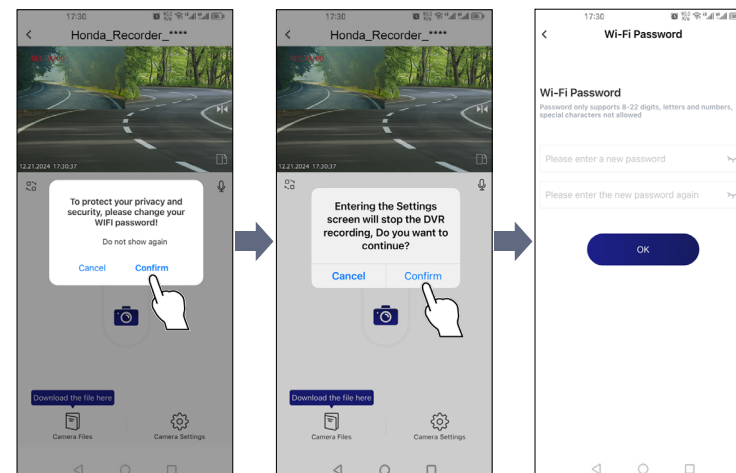 17:30
Honda_Recorder_****
12.21.2024 17:30:37
To protect your privacy and
security, please change your
WIFI password!
Do not show again
Cancel Confirm
Download the file here
Camera Files Camera Settings
17:30
Honda_Recorder_****
12.21.2024 17:30:37
Entering the Settings
screen will stop the DVR
recording, Do you want to
continue?
Cancel Confirm
Download the file here
Camera Files Camera Settings
17:30
Wi-Fi Password
Wi-Fi Password
Password only supports 8-22 digits, letters and numbers,
special characters not allowed
Please enter a new password
Please enter the new password again
OK